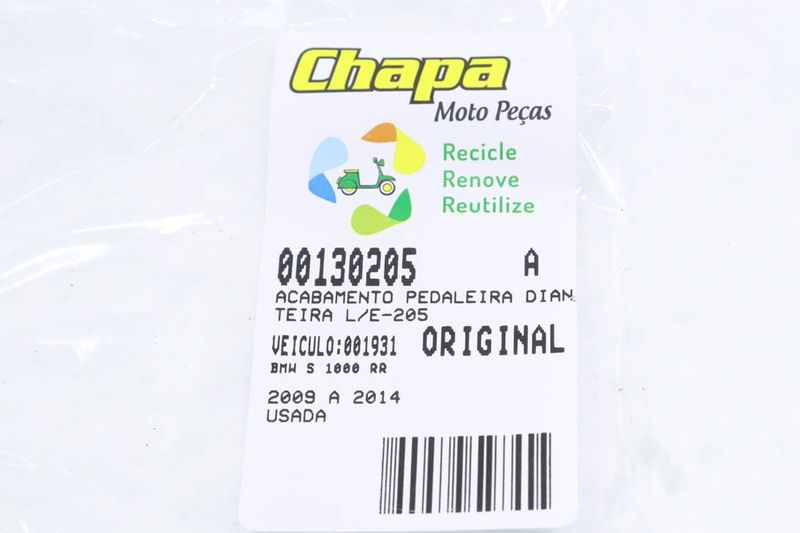 Chapa
Moto Peças
Recicle
Renove
Reutilize
00130205 A
ACABAMENTO PEDALEIRA DIAN
TEIRA L/E-205
VEICULO:001931 ORIGINAL
BMW S 1000 RR
2009 A 2014
USADA